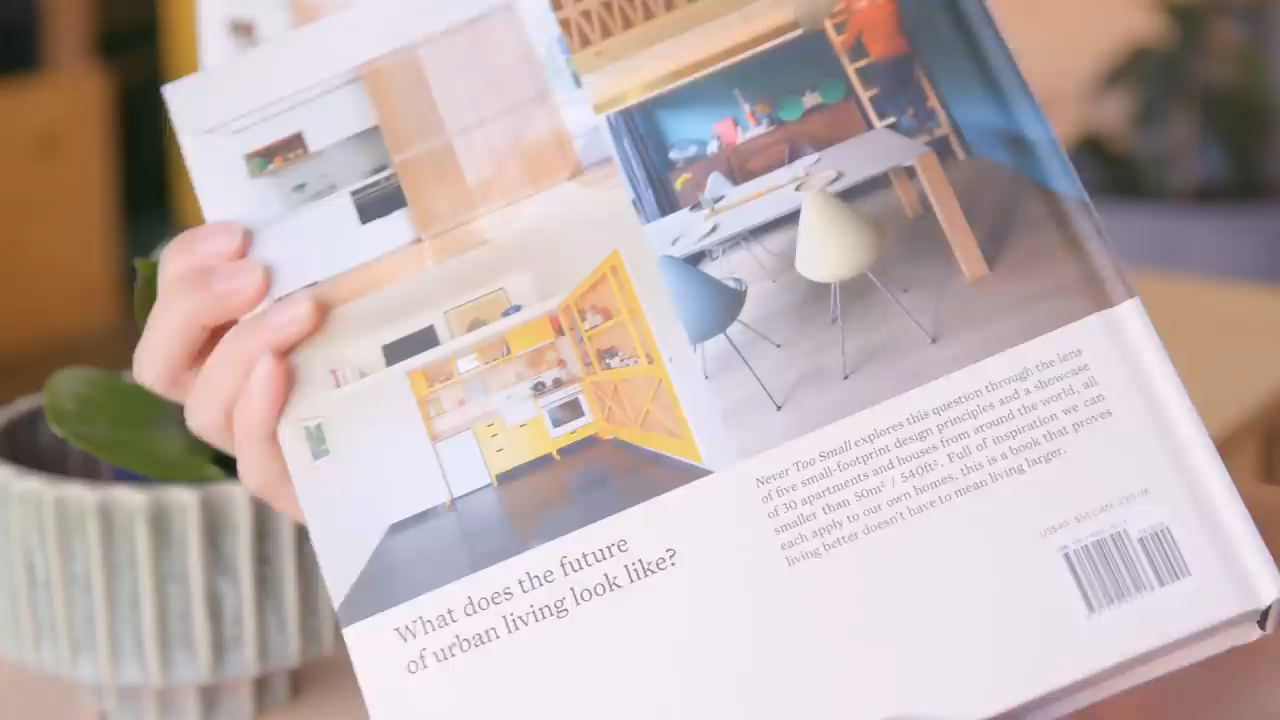 What does the future
of urban living look like?
Never Too Small explores this question through the lens
of five small-footprint design principles and a showcase
of 30 apartments and houses from around the world, all
smaller than 50m² / 540ft². Full of inspiration we can
each apply to our own homes, this is a book that proves
living better doesn't have to mean living larger.